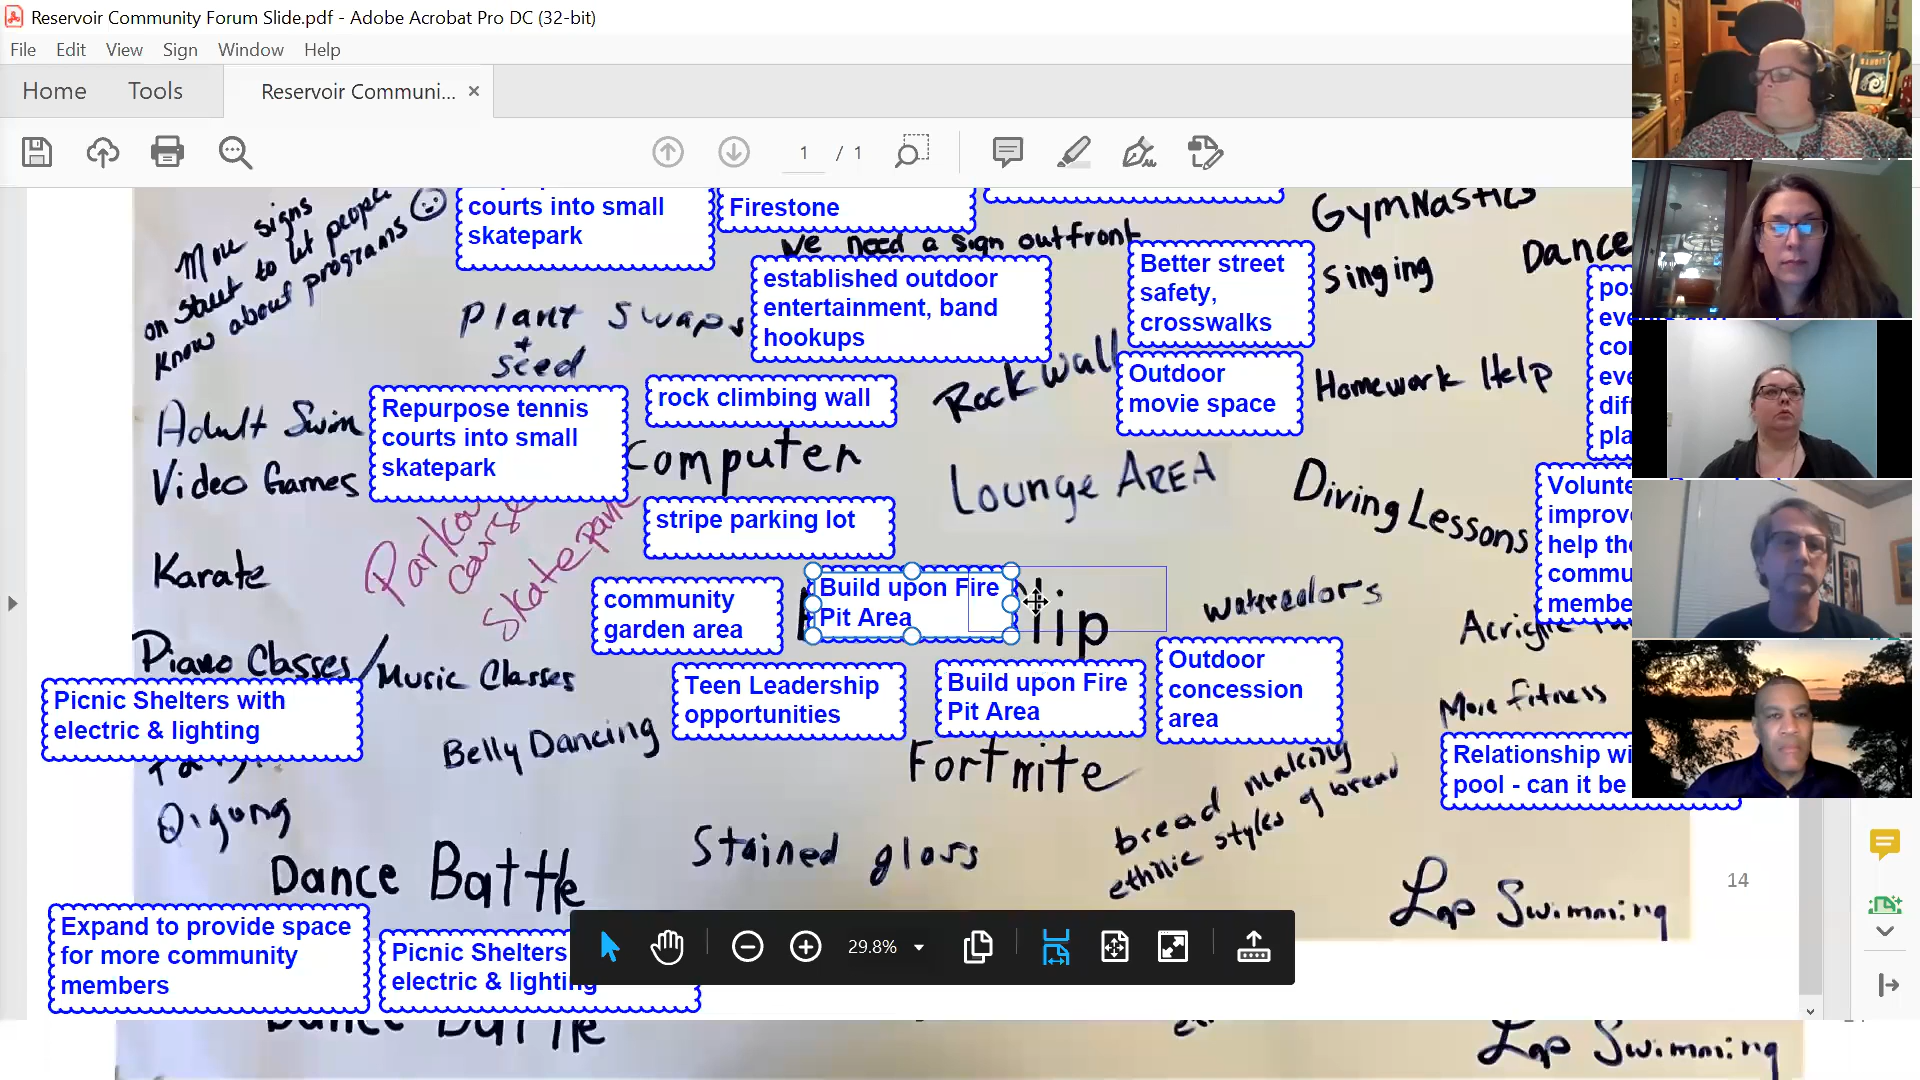 Reservoir Community Forum Slide.pdf - Adobe Acrobat Pro DC (32-bit)
File Edit View Sign Window Help
Home Tools Reservoir Communi... ×
1 / 1
More signs
on street to let people
know about programs
courts into small
skatepark
Firestone
We need a sign out front
Gymnastics
Singing
Dance
established outdoor
entertainment, band
hookups
Better street
safety,
crosswalks
Plant swaps
+
seed
Rock Wall
Outdoor
movie space
Homework Help
Adult Swim
Video Games
Repurpose tennis
courts into small
skatepark
rock climbing wall
Computer
Lounge AREA
Diving Lessons
stripe parking lot
Karate
Skatepark
community
garden area
Build upon Fire
Pit Area
watercolors
Volunte
improv
help the
commu
membe
Piano Classes/Music Classes
Picnic Shelters with
electric & lighting
Teen Leadership
opportunities
Build upon Fire
Pit Area
Outdoor
concession
area
More fitness
Relationship wi
pool - can it be
Belly Dancing
Fortnite
Qigong
Dance Battle
Stained glass
bread making
ethnic styles of bread
14
Lap Swimming
Expand to provide space
for more community
members
Picnic Shelters
electric & lighting
29.8%
Lap Swimming